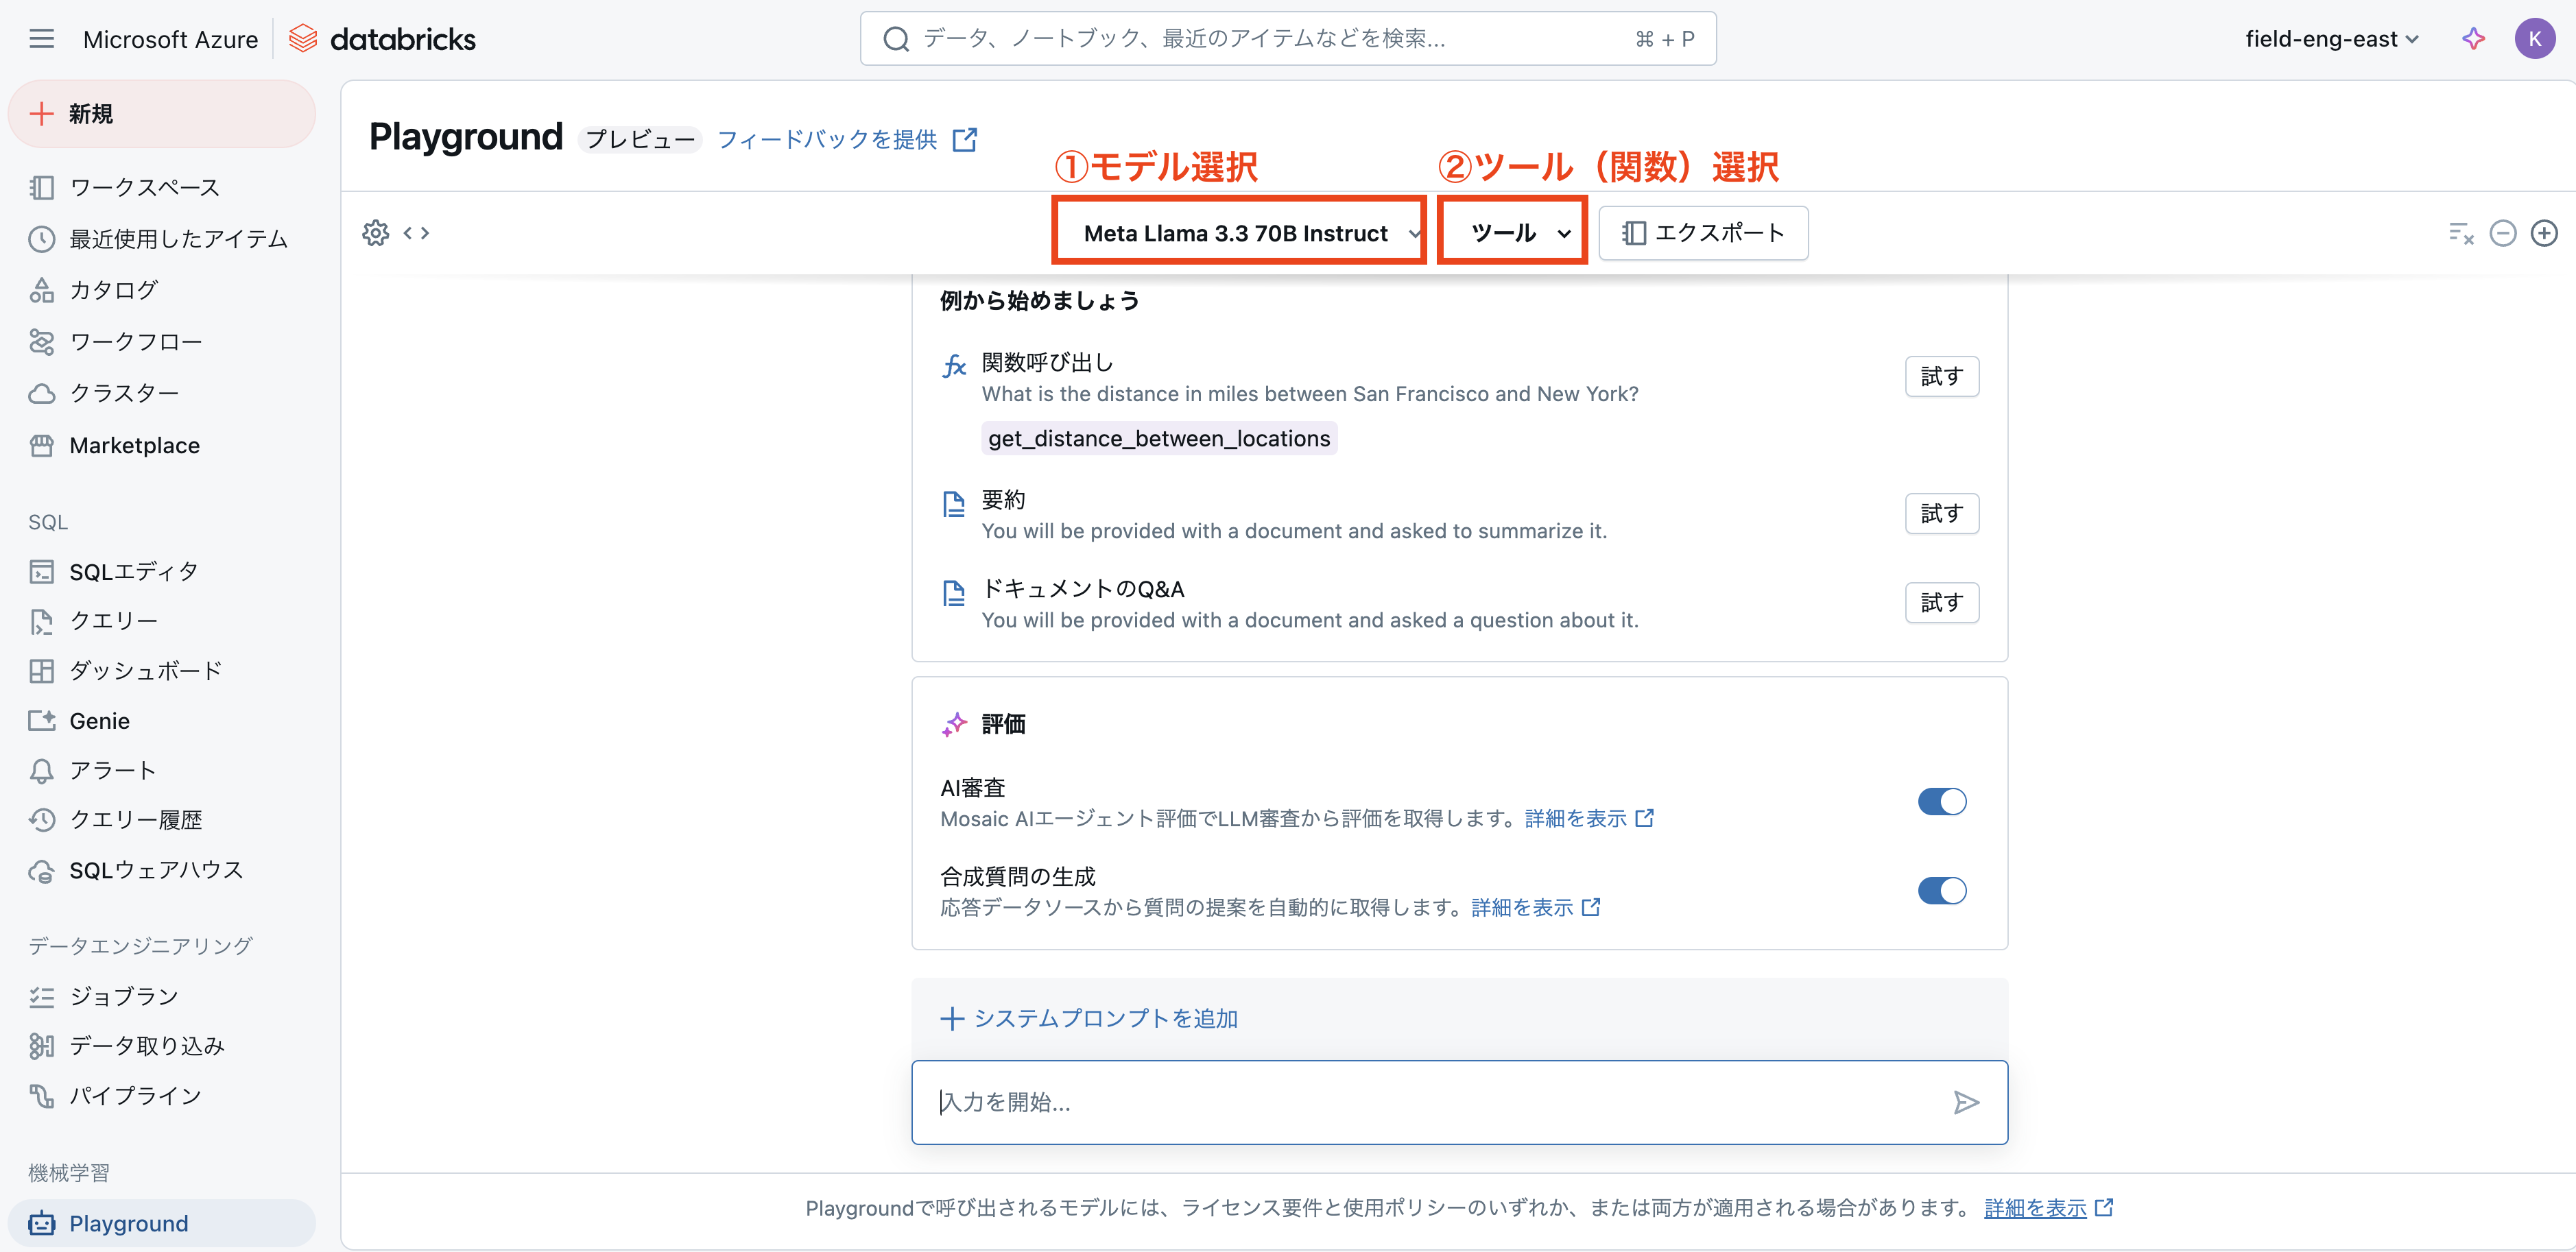 Microsoft Azure databricks
データ、ノートブック、最近のアイテムなどを検索... ⌘ + P
field-eng-east K
新規
ワークスペース
最近使用したアイテム
カタログ
ワークフロー
クラスター
Marketplace
SQL
SQLエディタ
クエリー
ダッシュボード
Genie
アラート
クエリー履歴
SQLウェアハウス
データエンジニアリング
ジョブラン
データ取り込み
パイプライン
機械学習
Playground
Playground プレビュー フィードバックを提供
①モデル選択 ②ツール（関数）選択
Meta Llama 3.3 70B Instruct ツール エクスポート
例から始めましょう
fx 関数呼び出し
What is the distance in miles between San Francisco and New York?
試す
get_distance_between_locations
要約
You will be provided with a document and asked to summarize it.
試す
ドキュメントのQ&A
You will be provided with a document and asked a question about it.
試す
評価
AI審査
Mosaic AIエージェント評価でLLM審査から評価を取得します。詳細を表示
合成質問の生成
応答データソースから質問の提案を自動的に取得します。詳細を表示
システムプロンプトを追加
入力を開始...
Playgroundで呼び出されるモデルには、ライセンス要件と使用ポリシーのいずれか、または両方が適用される場合があります。 詳細を表示